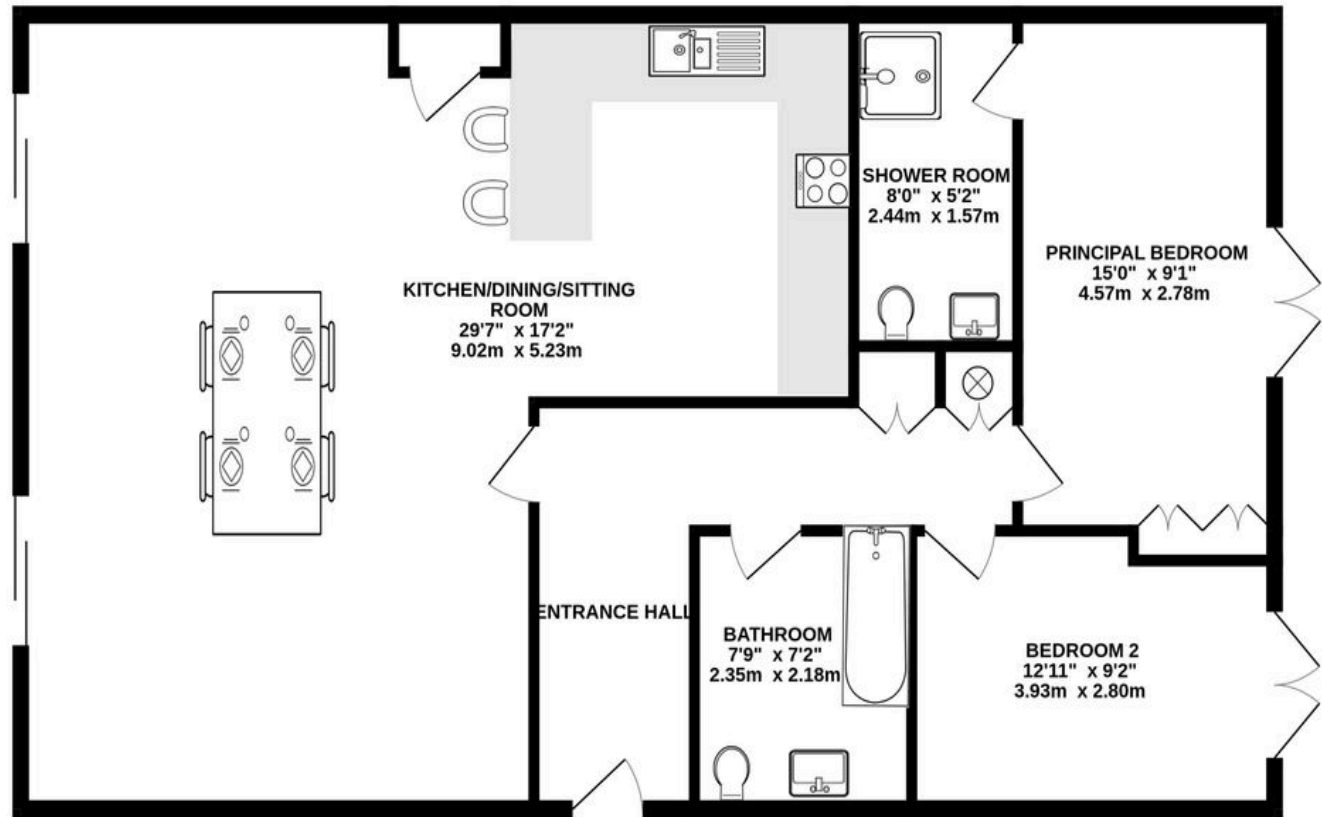 SHOWER ROOM
8'0" x 5'2"
2.44m x 1.57m
PRINCIPAL BEDROOM
15'0" x 9'1"
4.57m x 2.78m
KITCHEN/DINING/SITTING
ROOM
29'7" x 17'2"
9.02m x 5.23m
ENTRANCE HALL
BATHROOM
7'9" x 7'2"
2.35m x 2.18m
BEDROOM 2
12'11" x 9'2"
3.93m x 2.80m